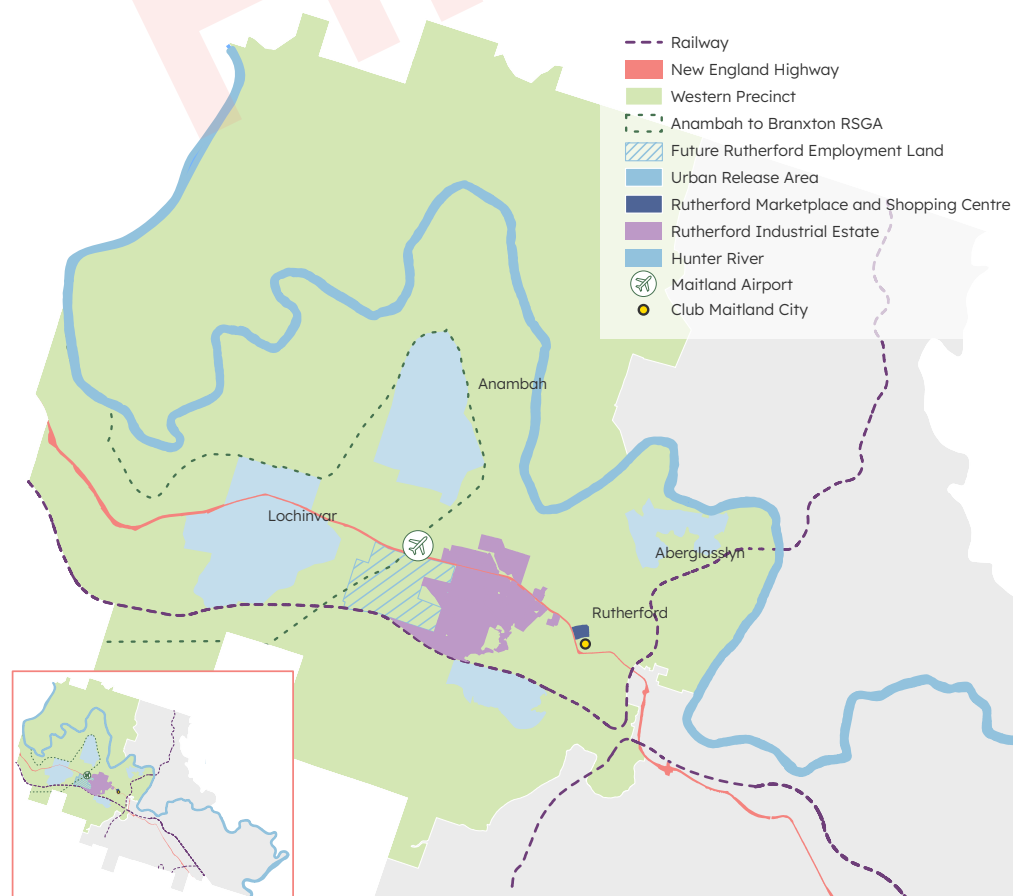 Railway
New England Highway
Western Precinct
Anambah to Branxton RSGA
Future Rutherford Employment Land
Urban Release Area
Rutherford Marketplace and Shopping Centre
Rutherford Industrial Estate
Hunter River
Maitland Airport
Club Maitland City
Anambah
Lochinvar
Aberglasslyn
Rutherford